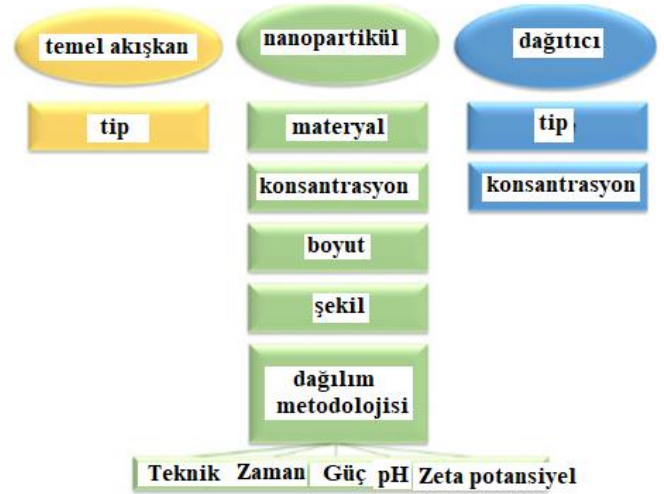 temel akışkan
nanopartikül
dağıtıcı
tip
materyal
tip
konsantrasyon
konsantrasyon
boyut
şekil
dağılım
metodolojisi
Teknik Zaman Güç pH Zeta potansiyel